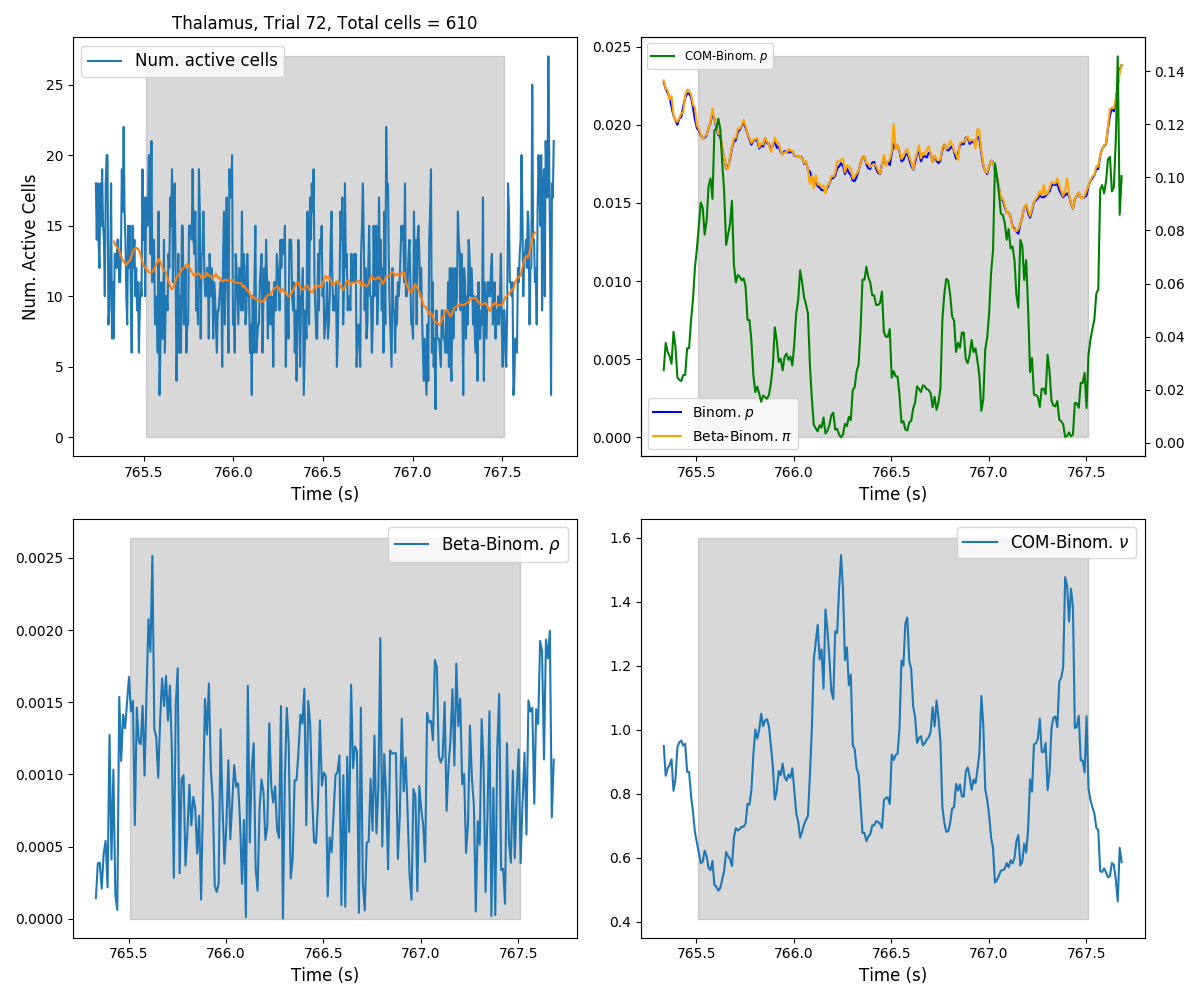 Thalamus, Trial 72, Total cells = 610
Num. active cells
Num. Active Cells
25
20
15
10
5
0
765.5 766.0 766.5 767.0 767.5
Time (s)
COM-Binom. p
Binom. p
Beta-Binom. π
0.025
0.020
0.015
0.010
0.005
0.000
0.14
0.12
0.10
0.08
0.06
0.04
0.02
0.00
765.5 766.0 766.5 767.0 767.5
Time (s)
Beta-Binom. ρ
0.0025
0.0020
0.0015
0.0010
0.0005
0.0000
765.5 766.0 766.5 767.0 767.5
Time (s)
COM-Binom. ν
1.6
1.4
1.2
1.0
0.8
0.6
0.4
765.5 766.0 766.5 767.0 767.5
Time (s)